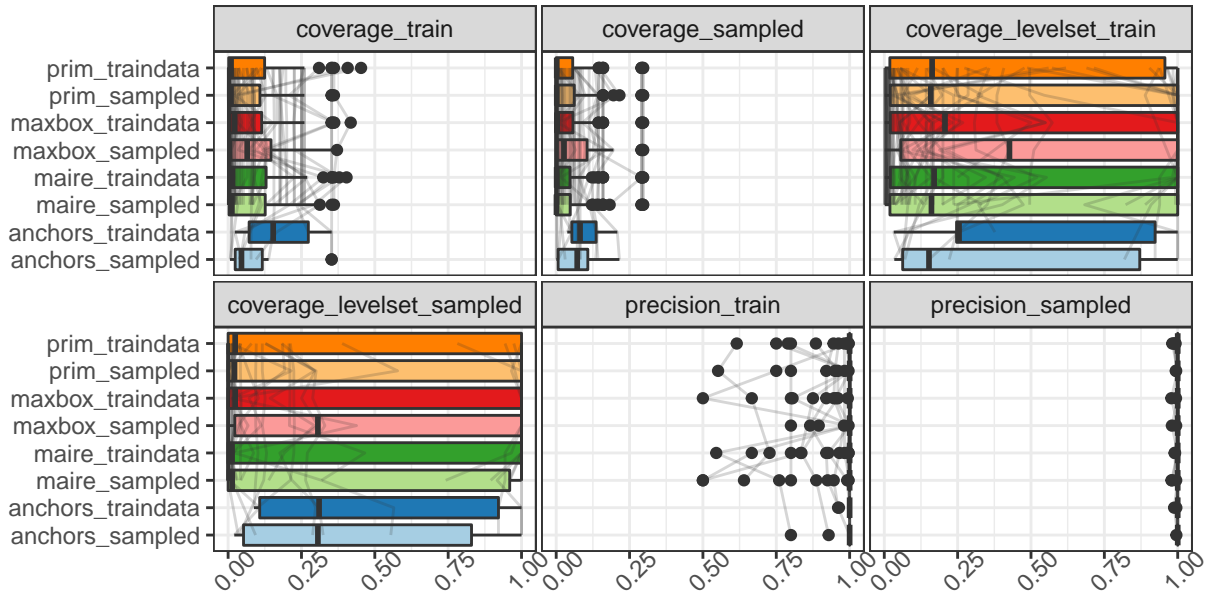 coverage_train coverage_sampled coverage_levelset_train
prim_traindata
prim_sampled
maxbox_traindata
maxbox_sampled
maire_traindata
maire_sampled
anchors_traindata
anchors_sampled
coverage_levelset_sampled precision_train precision_sampled
prim_traindata
prim_sampled
maxbox_traindata
maxbox_sampled
maire_traindata
maire_sampled
anchors_traindata
anchors_sampled
0.00 0.25 0.50 0.75 1.00 0.00 0.25 0.50 0.75 1.00 0.00 0.25 0.50 0.75 1.00